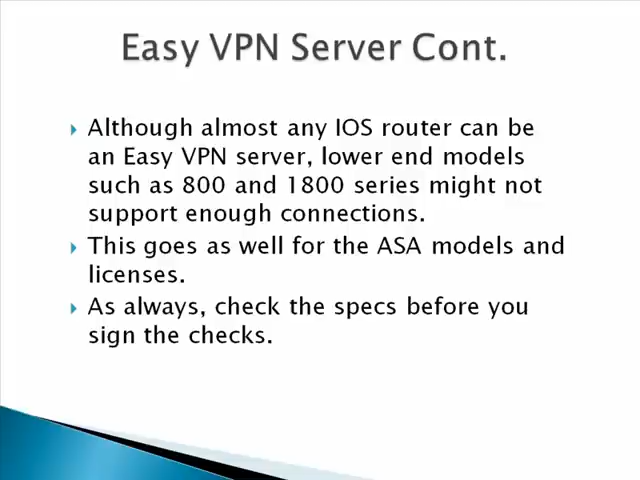 Easy VPN Server Cont.
Although almost any IOS router can be
an Easy VPN server, lower end models
such as 800 and 1800 series might not
support enough connections.
This goes as well for the ASA models and
licenses.
As always, check the specs before you
sign the checks.